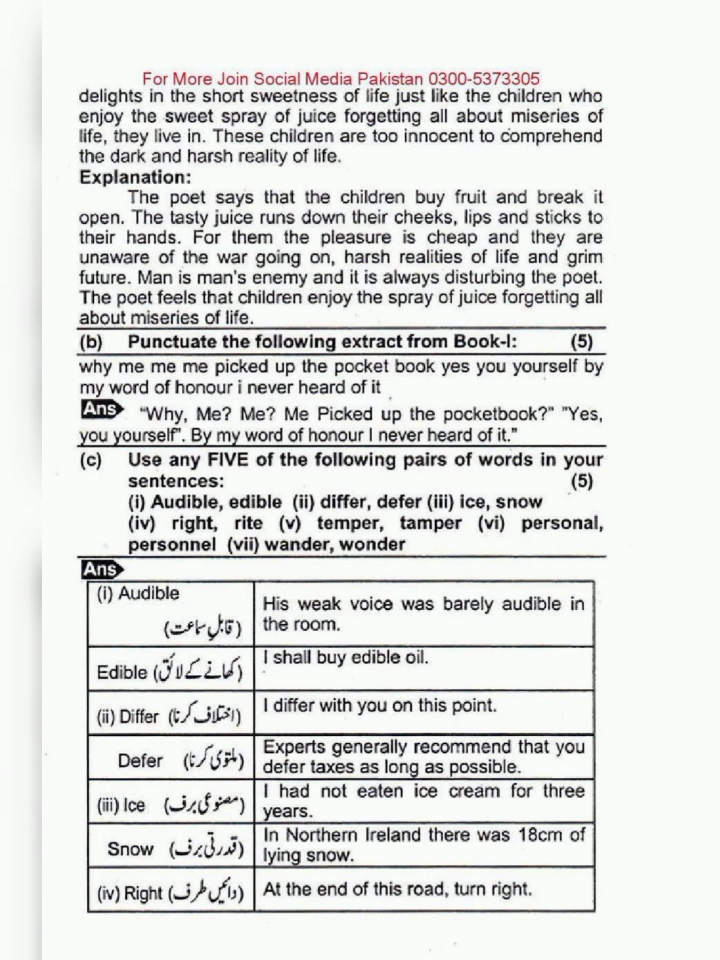 For More Join Social Media Pakistan 0300-5373305
delights in the short sweetness of life just like the children who
enjoy the sweet spray of juice forgetting all about miseries of
life, they live in. These children are too innocent to comprehend
the dark and harsh reality of life.
Explanation:
The poet says that the children buy fruit and break it
open. The tasty juice runs down their cheeks, lips and sticks to
their hands. For them the pleasure is cheap and they are
unaware of the war going on, harsh realities of life and grim
future. Man is man's enemy and it is always disturbing the poet.
The poet feels that children enjoy the spray of juice forgetting all
about miseries of life.
(b) Punctuate the following extract from Book-I: (5)
why me me me picked up the pocket book yes you yourself by
my word of honour i never heard of it
Ans "Why, Me? Me? Me Picked up the pocketbook?" "Yes,
you yourself". By my word of honour I never heard of it."
(c) Use any FIVE of the following pairs of words in your
sentences: (5)
(i) Audible, edible (ii) differ, defer (iii) ice, snow
(iv) right, rite (v) temper, tamper (vi) personal,
personnel (vii) wander, wonder
Ans
(i) Audible
(قابلِ سماعت)
His weak voice was barely audible in
the room.
Edible (کھانے کے لائق)
I shall buy edible oil.
(ii) Differ (اختلاف کرنا)
I differ with you on this point.
Defer (ملتوی کرنا)
Experts generally recommend that you
defer taxes as long as possible.
(iii) Ice (مصنوعی برف)
I had not eaten ice cream for three
years.
Snow (قدرتی برف)
In Northern Ireland there was 18cm of
lying snow.
(iv) Right (دائیں طرف)
At the end of this road, turn right.